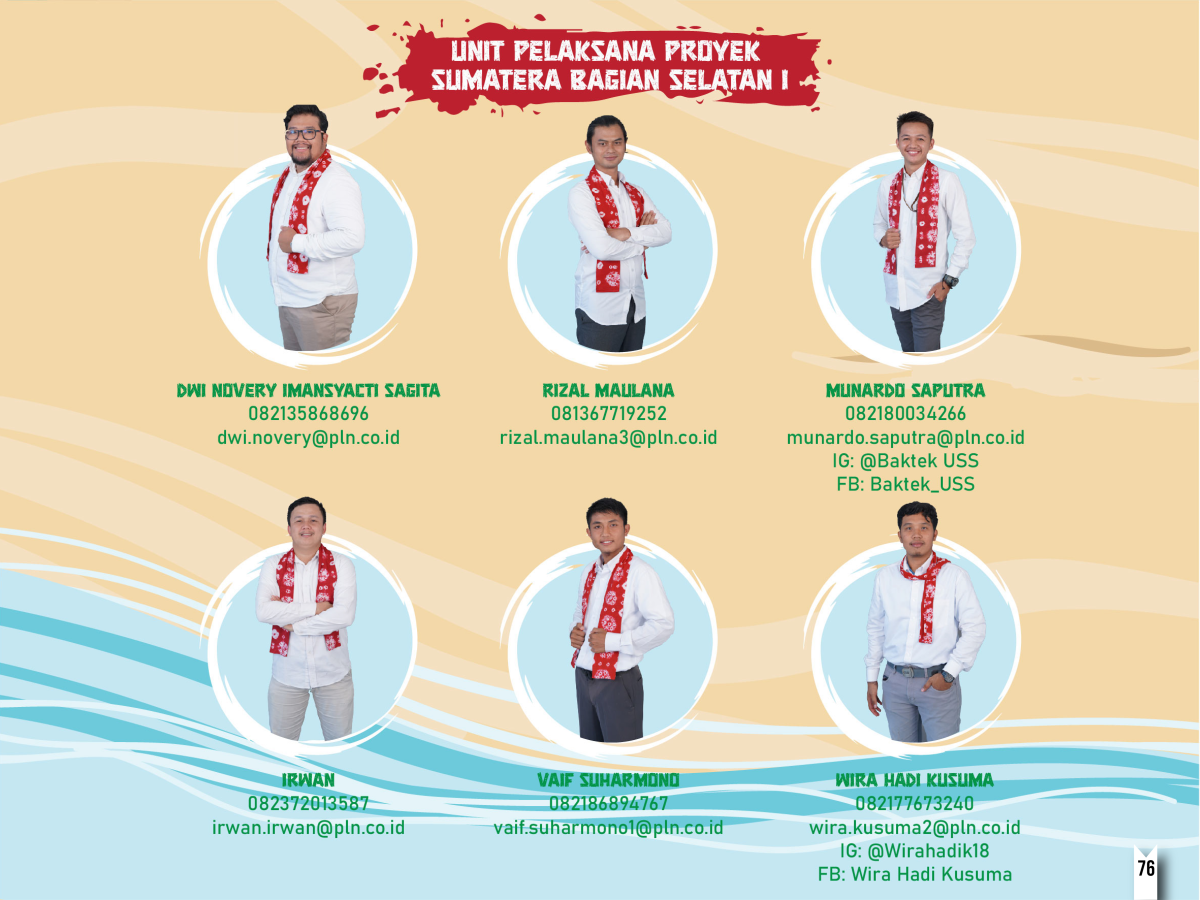 UNIT PELAKSANA PROYEK
SUMATERA BAGIAN SELATAN I
DWI NOVERY IMANSYACTI SAGITA
082135868696
dwi.novery@pln.co.id
RIZAL MAULANA
081367719252
rizal.maulana3@pln.co.id
MUNARDO SAPUTRA
082180034266
munardo.saputra@pln.co.id
IG: @Baktek USS
FB: Baktek_USS
IRWAN
082372013587
irwan.irwan@pln.co.id
VAIF SUHARMONO
082186894767
vaif.suharmono1@pln.co.id
WIRA HADI KUSUMA
082177673240
wira.kusuma2@pln.co.id
IG: @Wirahadik18
FB: Wira Hadi Kusuma
76